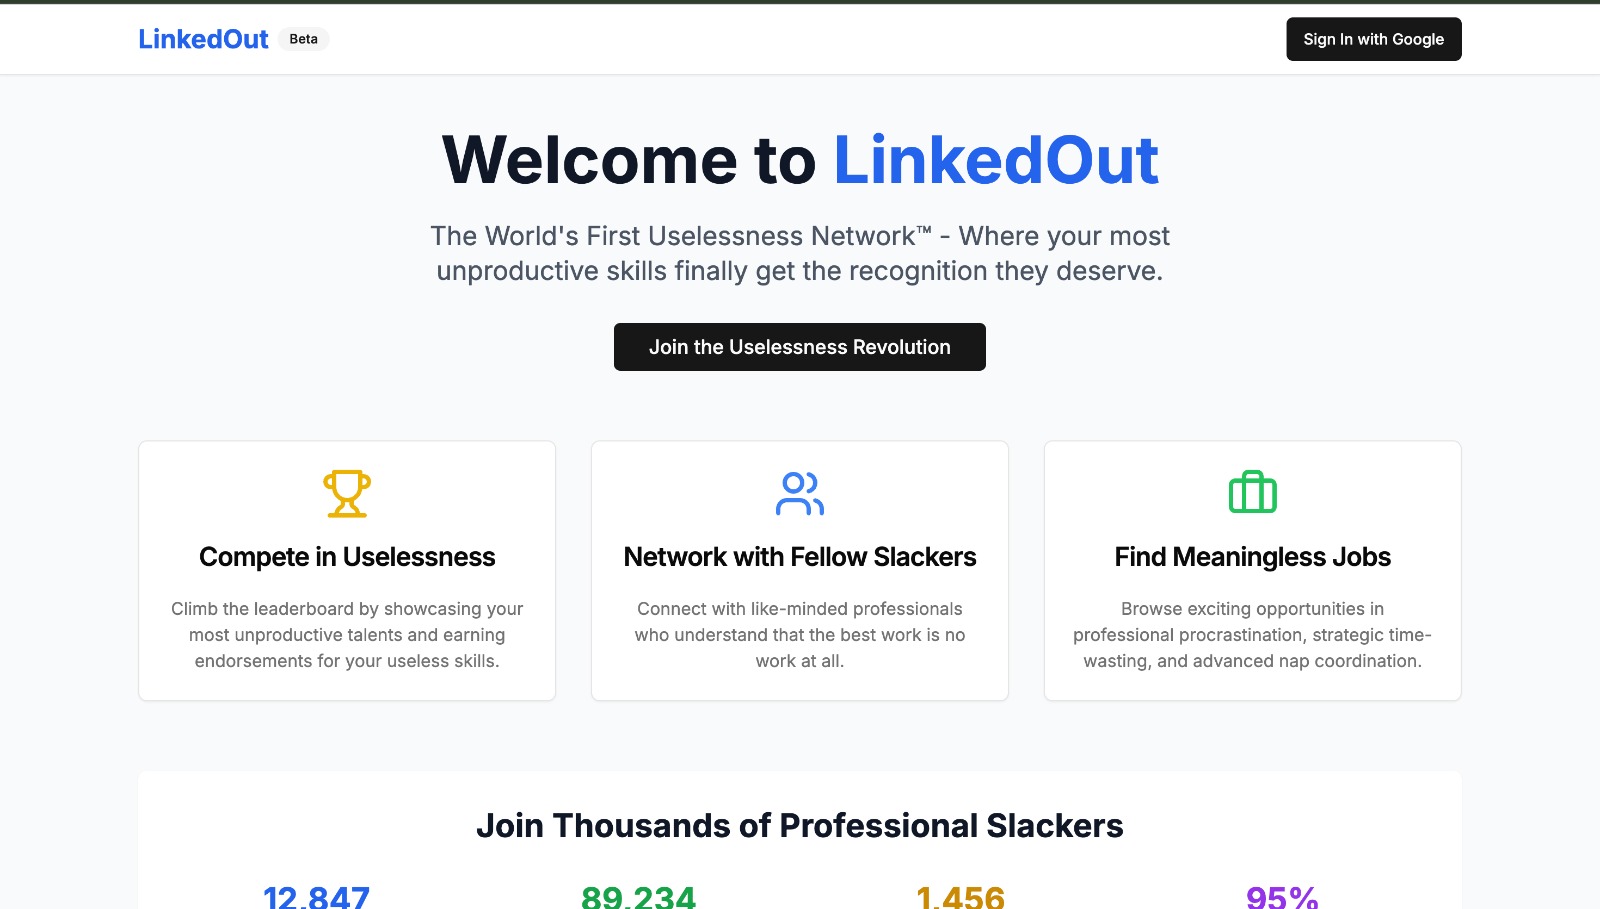 LinkedOut
Beta
Sign In with Google
Welcome to LinkedOut
The World's First Uselessness Network™ - Where your most
unproductive skills finally get the recognition they deserve.
Join the Uselessness Revolution
Compete in Uselessness
Climb the leaderboard by showcasing your
most unproductive talents and earning
endorsements for your useless skills.
Network with Fellow Slackers
Connect with like-minded professionals
who understand that the best work is no
work at all.
Find Meaningless Jobs
Browse exciting opportunities in
professional procrastination, strategic time-
wasting, and advanced nap coordination.
Join Thousands of Professional Slackers
12,847
89,234
1,456
95%